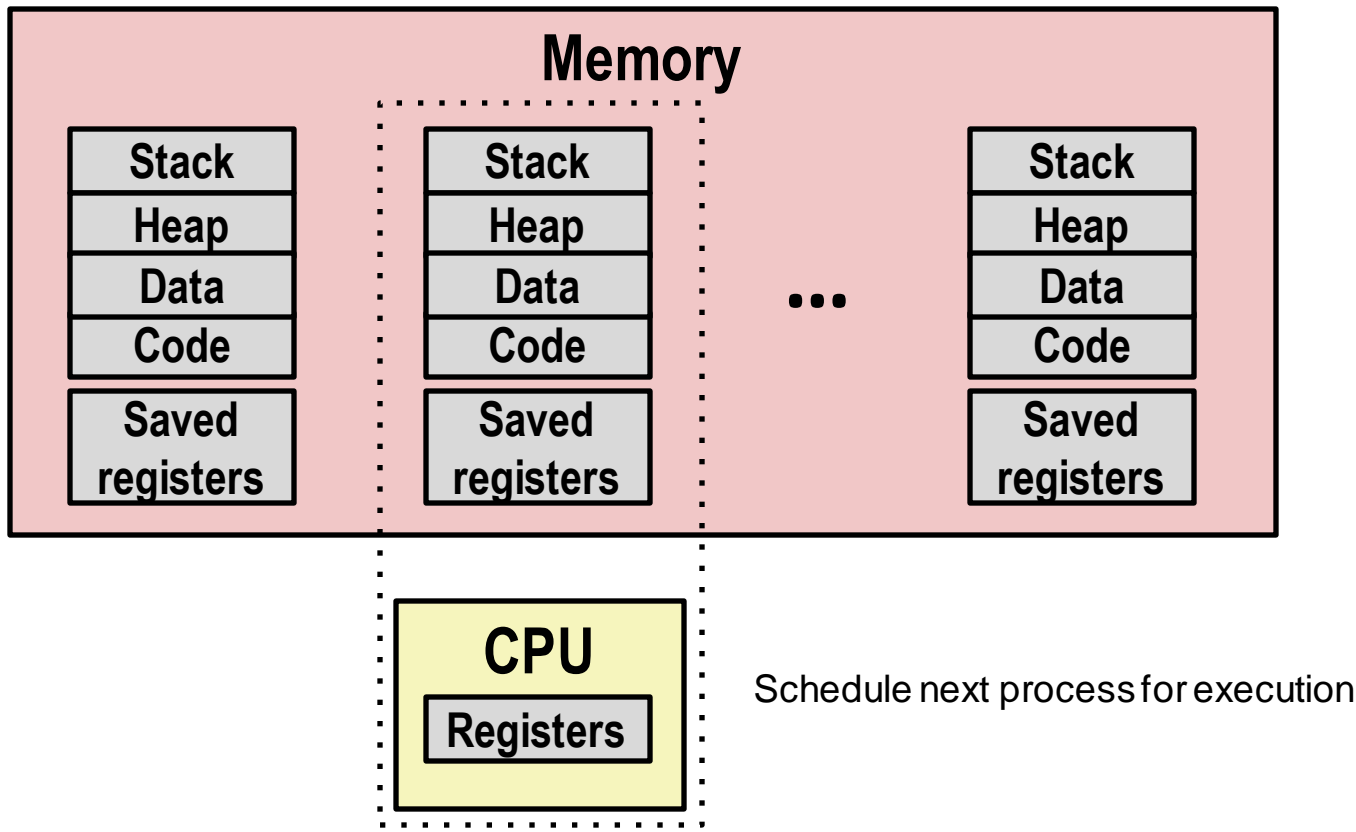 Memory
Stack
Heap
Data
Code
Saved
registers
Stack
Heap
Data
Code
Saved
registers
...
Stack
Heap
Data
Code
Saved
registers
CPU
Registers
Schedule next process for execution